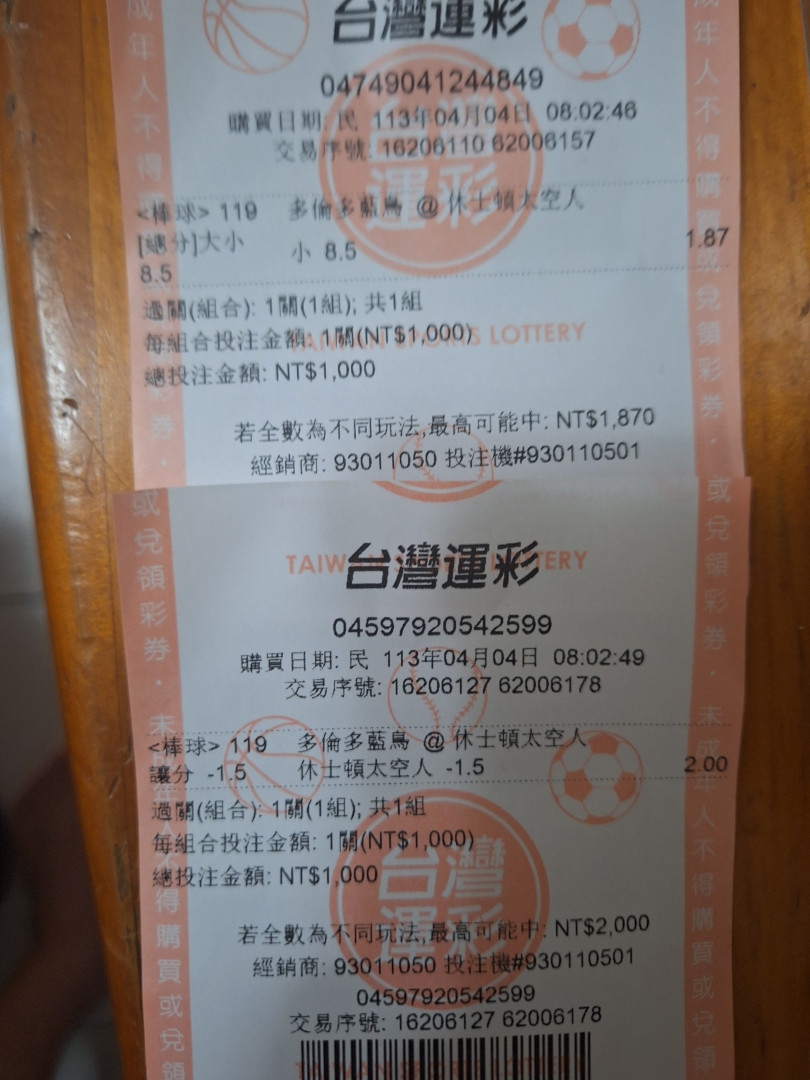 台灣運彩
04749041244849
購買日期: 民 113年04月04日 08:02:46
交易序號: 16206110 62006157
<棒球> 119 多倫多藍鳥 @ 休士頓太空人
[總分]大小 小 8.5 1.87
8.5
過關(組合): 1關(1組); 共1組
每組合投注金額: 1關(NT$1,000)
總投注金額: NT$1,000
若全數為不同玩法,最高可能中: NT$1,870
經銷商: 93011050 投注機#930110501
台灣運彩
04597920542599
購買日期: 民 113年04月04日 08:02:49
交易序號: 16206127 62006178
<棒球> 119 多倫多藍鳥 @ 休士頓太空人
讓分 -1.5 休士頓太空人 -1.5 2.00
過關(組合): 1關(1組); 共1組
每組合投注金額: 1關(NT$1,000)
總投注金額: NT$1,000
若全數為不同玩法,最高可能中: NT$2,000
經銷商: 93011050 投注機#930110501
04597920542599
交易序號: 16206127 62006178